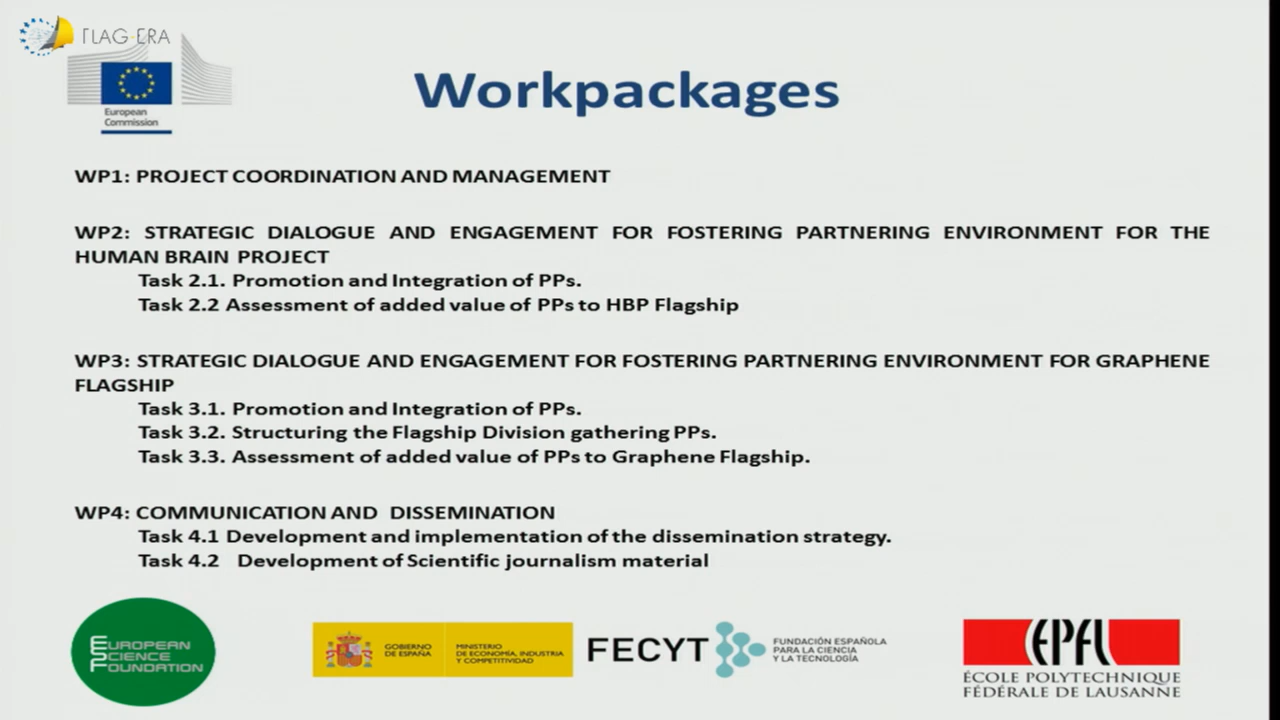 FLAG-ERA
European
Commission
Workpackages
WP1: PROJECT COORDINATION AND MANAGEMENT
WP2: STRATEGIC DIALOGUE AND ENGAGEMENT FOR FOSTERING PARTNERING ENVIRONMENT FOR THE
HUMAN BRAIN PROJECT
Task 2.1. Promotion and Integration of PPs.
Task 2.2 Assessment of added value of PPs to HBP Flagship
WP3: STRATEGIC DIALOGUE AND ENGAGEMENT FOR FOSTERING PARTNERING ENVIRONMENT FOR GRAPHENE
FLAGSHIP
Task 3.1. Promotion and Integration of PPs.
Task 3.2. Structuring the Flagship Division gathering PPs.
Task 3.3. Assessment of added value of PPs to Graphene Flagship.
WP4: COMMUNICATION AND DISSEMINATION
Task 4.1 Development and implementation of the dissemination strategy.
Task 4.2 Development of Scientific journalism material
EUROPEAN
SCIENCE
FOUNDATION
GOBIERNO
DE ESPAÑA
MINISTERIO
DE ECONOMÍA, INDUSTRIA
Y COMPETITIVIDAD
FECYT
FUNDACIÓN ESPAÑOLA
PARA LA CIENCIA
Y LA TECNOLOGÍA
EPFL
ÉCOLE POLYTECHNIQUE
FÉDÉRALE DE LAUSANNE